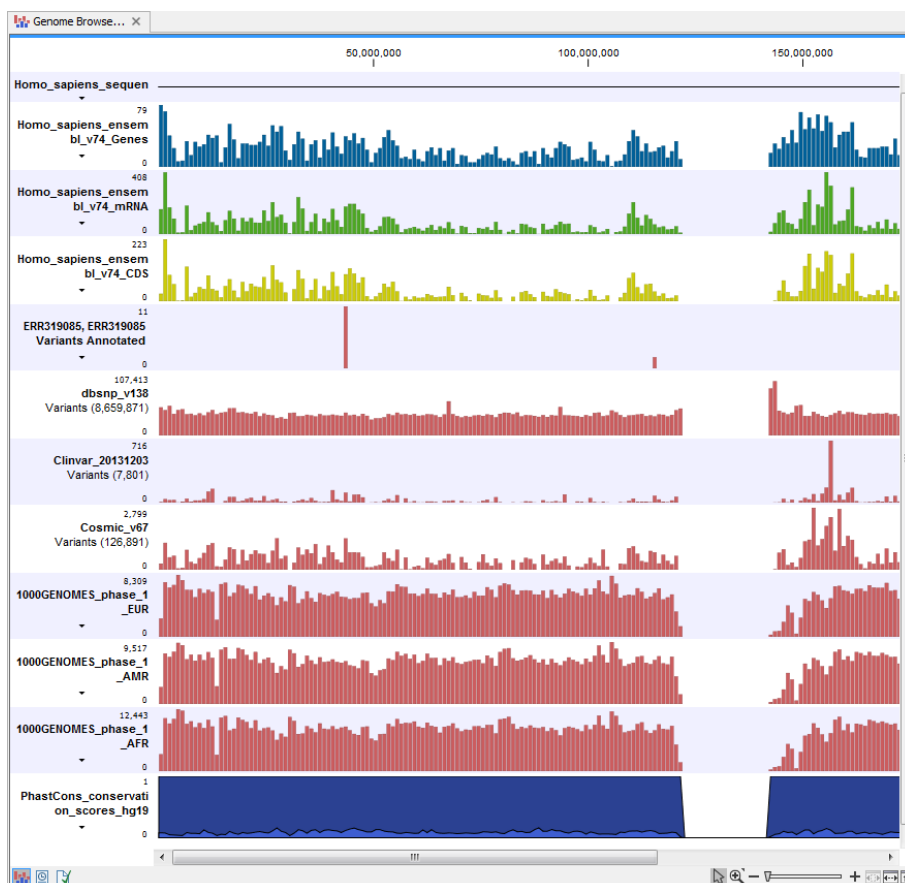 Genome Browse...
50,000,000 100,000,000 150,000,000
Homo_sapiens_sequen
79
Homo_sapiens_ensem
bl_v74_Genes
0
408
Homo_sapiens_ensem
bl_v74_mRNA
0
223
Homo_sapiens_ensem
bl_v74_CDS
0
11
ERR319085, ERR319085
Variants Annotated
0
107,413
dbsnp_v138
Variants (8,659,871)
0
716
Clinvar_20131203
Variants (7,801)
0
2,799
Cosmic_v67
Variants (126,891)
0
8,309
1000GENOMES_phase_1
_EUR
0
9,517
1000GENOMES_phase_1
_AMR
0
12,443
1000GENOMES_phase_1
_AFR
0
1
PhastCons_conservati
on_scores_hg19
0